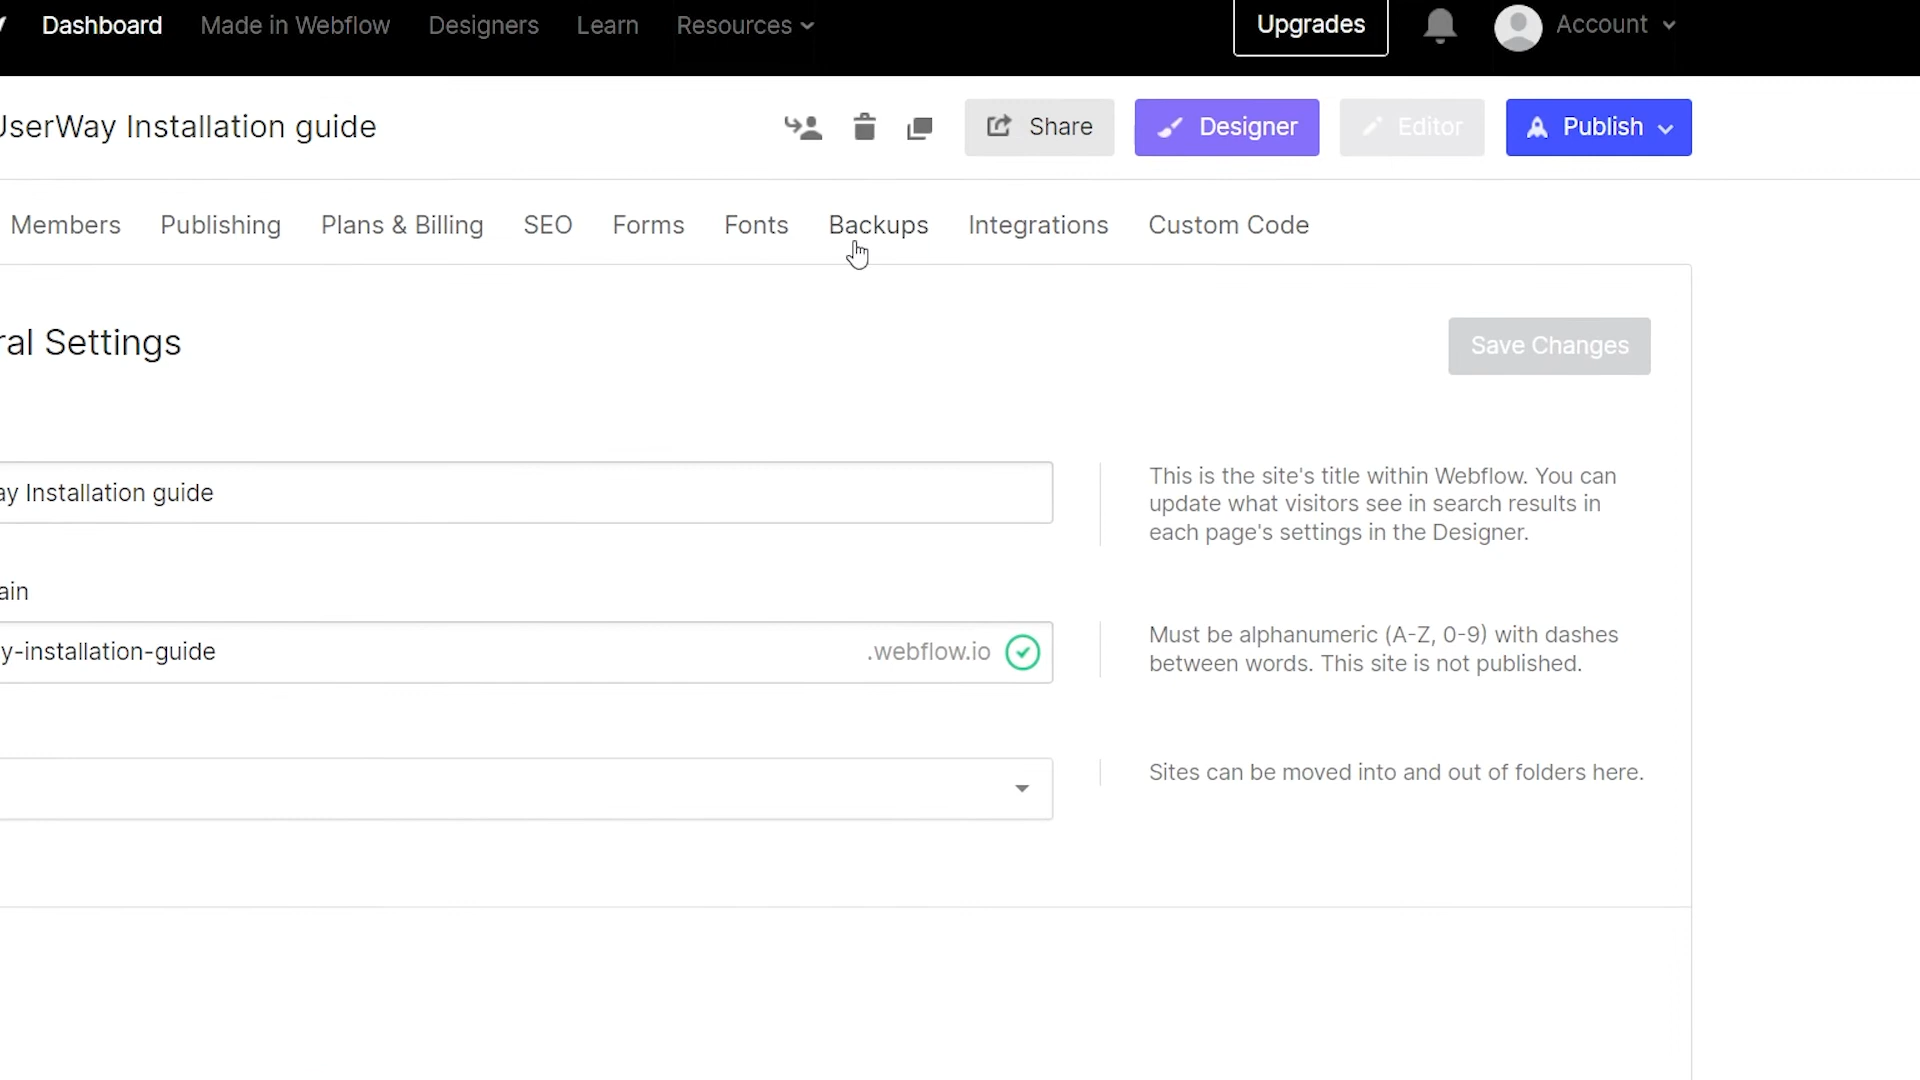 Dashboard Made in Webflow Designers Learn Resources Upgrades Account
UserWay Installation guide Share Designer Editor Publish
Members Publishing Plans & Billing SEO Forms Fonts Backups Integrations Custom Code
ral Settings Save Changes
ay Installation guide
This is the site's title within Webflow. You can
update what visitors see in search results in
each page's settings in the Designer.
ain
y-installation-guide .webflow.io
Must be alphanumeric (A-Z, 0-9) with dashes
between words. This site is not published.
Sites can be moved into and out of folders here.